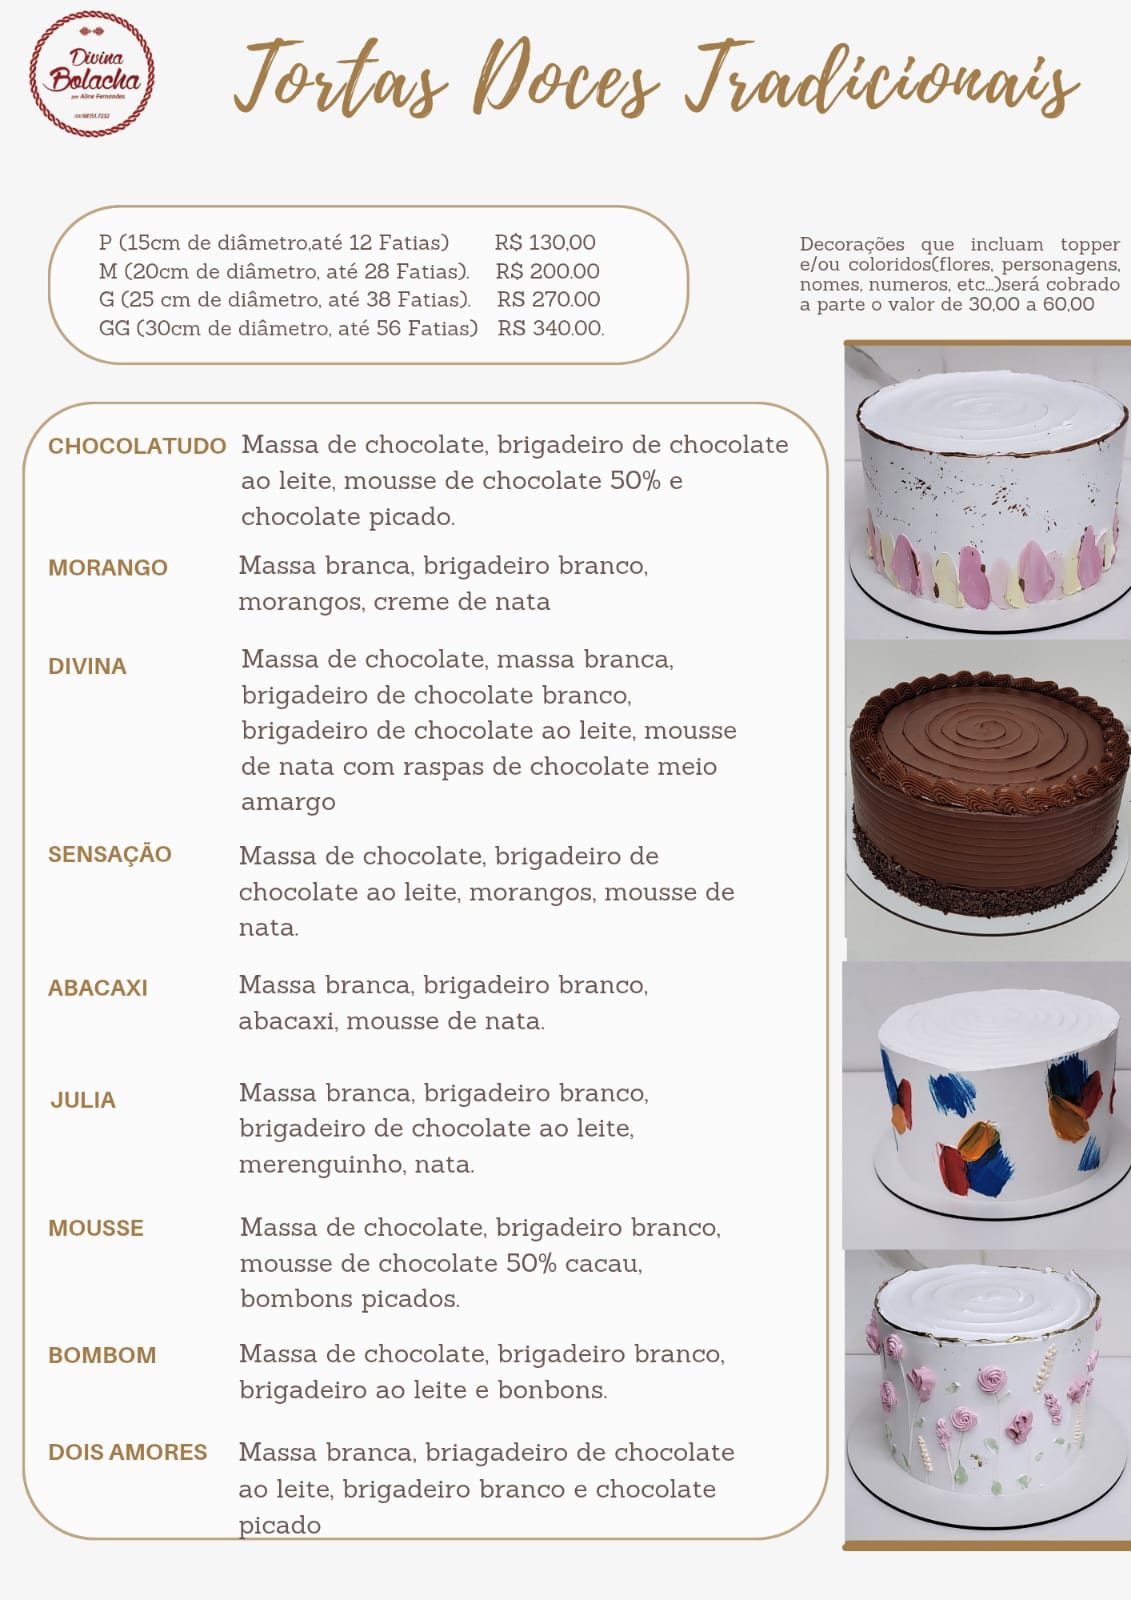 Divina
Bolacha
por Aline Fernandes
Tortas Doces Tradicionais
P (15cm de diâmetro,até 12 Fatias) R$ 130,00
M (20cm de diâmetro, até 28 Fatias). R$ 200.00
G (25 cm de diâmetro, até 38 Fatias). RS 270.00
GG (30cm de diâmetro, até 56 Fatias) RS 340.00.
Decorações que incluam topper
e/ou coloridos(flores, personagens,
nomes, numeros, etc...)será cobrado
a parte o valor de 30,00 a 60,00
CHOCOLATUDO Massa de chocolate, brigadeiro de chocolate
ao leite, mousse de chocolate 50% e
chocolate picado.
MORANGO Massa branca, brigadeiro branco,
morangos, creme de nata
DIVINA Massa de chocolate, massa branca,
brigadeiro de chocolate branco,
brigadeiro de chocolate ao leite, mousse
de nata com raspas de chocolate meio
amargo
SENSAÇÃO Massa de chocolate, brigadeiro de
chocolate ao leite, morangos, mousse de
nata.
ABACAXI Massa branca, brigadeiro branco,
abacaxi, mousse de nata.
JULIA Massa branca, brigadeiro branco,
brigadeiro de chocolate ao leite,
merenguinho, nata.
MOUSSE Massa de chocolate, brigadeiro branco,
mousse de chocolate 50% cacau,
bombons picados.
BOMBOM Massa de chocolate, brigadeiro branco,
brigadeiro ao leite e bonbons.
DOIS AMORES Massa branca, briagadeiro de chocolate
ao leite, brigadeiro branco e chocolate
picado